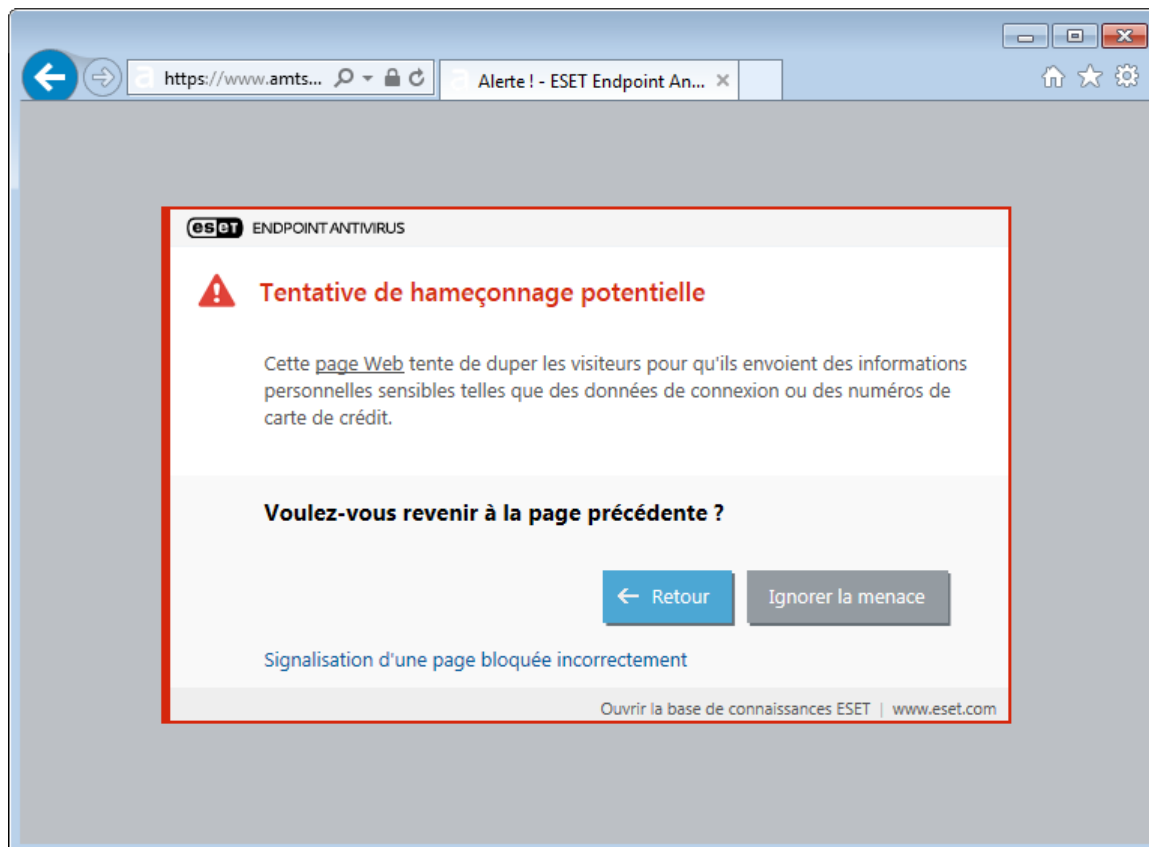 https://www.amts...
Alerte ! - ESET Endpoint An...
eseT ENDPOINT ANTIVIRUS
Tentative de hameçonnage potentielle
Cette page Web tente de duper les visiteurs pour qu'ils envoient des informations
personnelles sensibles telles que des données de connexion ou des numéros de
carte de crédit.
Voulez-vous revenir à la page précédente ?
Retour
Ignorer la menace
Signalisation d'une page bloquée incorrectement
Ouvrir la base de connaissances ESET | www.eset.com